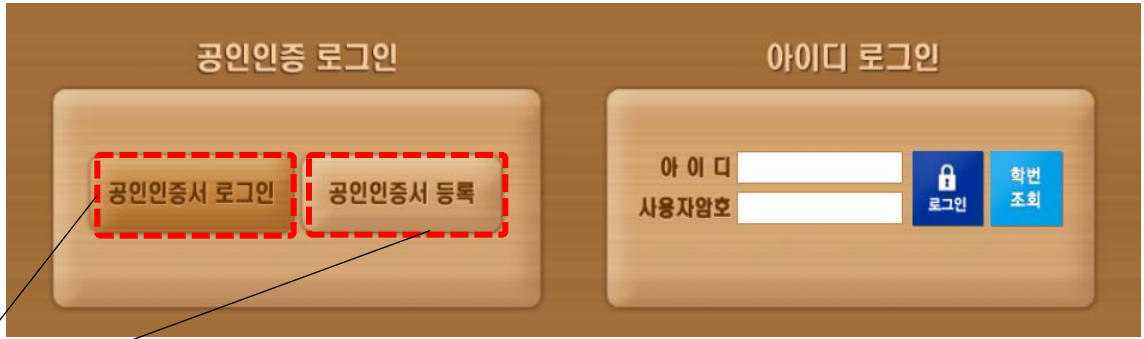 공인인증 로그인
공인인증서 로그인
공인인증서 등록
아이디 로그인
아 이 디
사용자암호
로그인
학번
조회